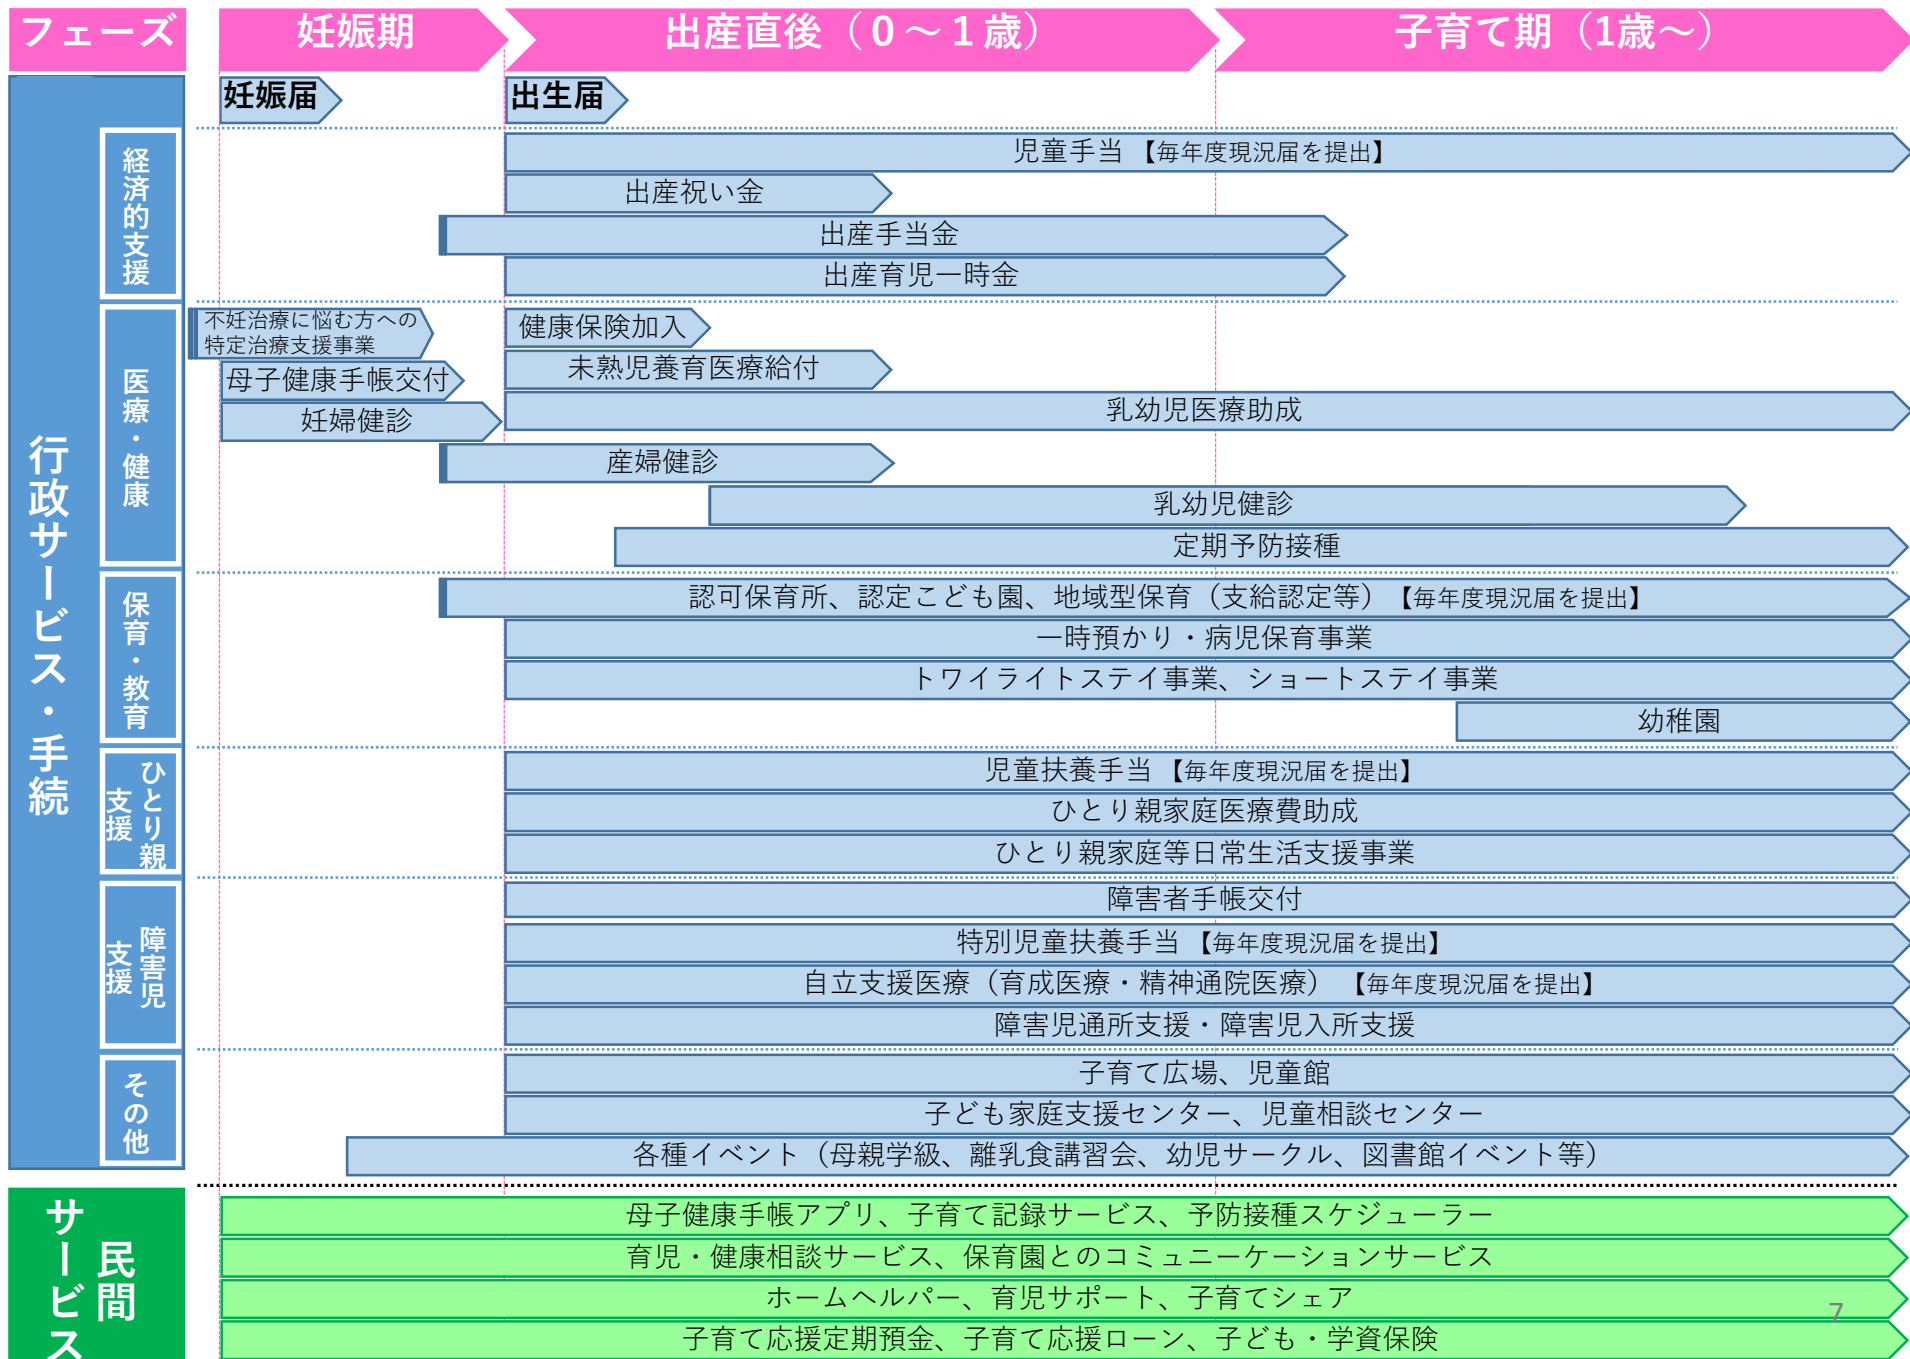 フェーズ
妊娠期
出産直後（０～１歳）
子育て期（1歳～）
行政サービス・手続
妊娠届
出生届
経済的支援
児童手当 【毎年度現況届を提出】
出産祝い金
出産手当金
出産育児一時金
医療・健康
不妊治療に悩む方への
特定治療支援事業
健康保険加入
母子健康手帳交付
未熟児養育医療給付
妊婦健診
乳幼児医療助成
産婦健診
乳幼児健診
定期予防接種
保育・教育
認可保育所、認定こども園、地域型保育（支給認定等）【毎年度現況届を提出】
一時預かり・病児保育事業
トワイライトステイ事業、ショートステイ事業
幼稚園
ひとり親
支援
児童扶養手当 【毎年度現況届を提出】
ひとり親家庭医療費助成
ひとり親家庭等日常生活支援事業
障害児
支援
障害者手帳交付
特別児童扶養手当 【毎年度現況届を提出】
自立支援医療（育成医療・精神通院医療） 【毎年度現況届を提出】
障害児通所支援・障害児入所支援
その他
子育て広場、児童館
子ども家庭支援センター、児童相談センター
各種イベント（母親学級、離乳食講習会、幼児サークル、図書館イベント等）
民間
サービス
母子健康手帳アプリ、子育て記録サービス、予防接種スケジューラー
育児・健康相談サービス、保育園とのコミュニーケーションサービス
ホームヘルパー、育児サポート、子育てシェア
7
子育て応援定期預金、子育て応援ローン、子ども・学資保険